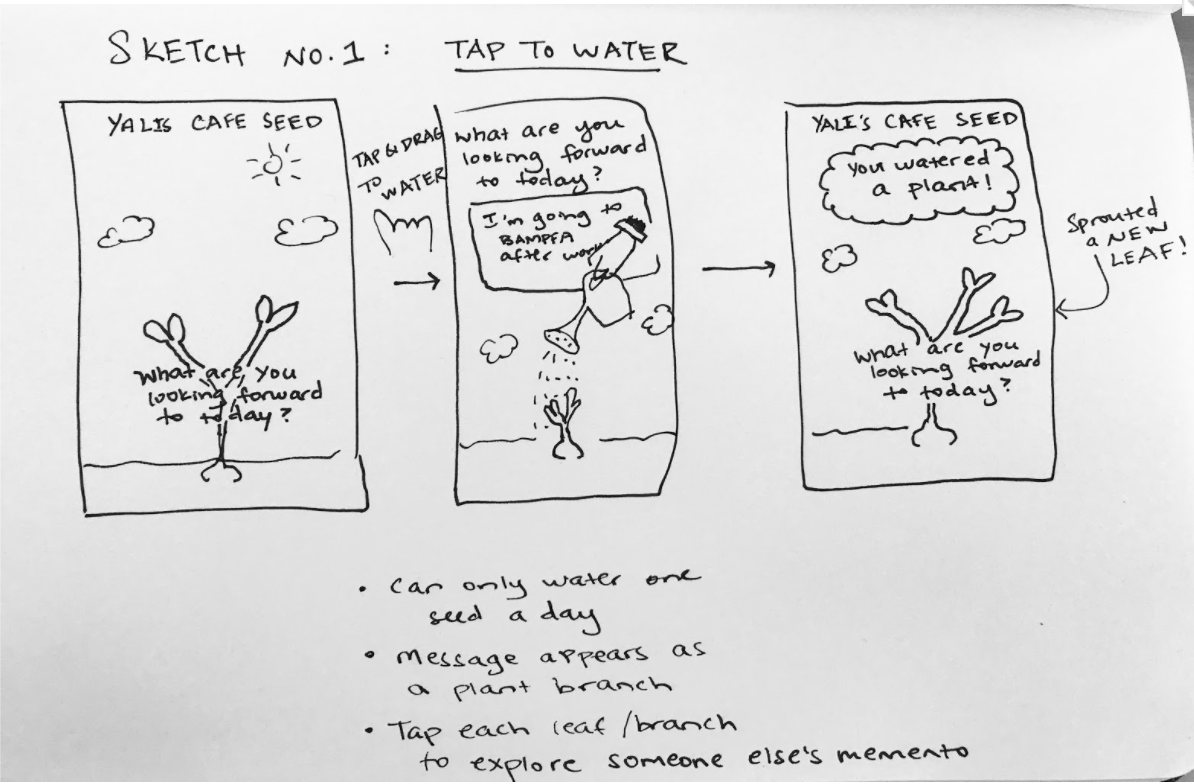 SKETCH NO.1: TAP TO WATER
YALIS CAFE SEED
What are you
looking forward
to today?
TAP & DRAG
TO WATER
What are you
looking forward
to today?
I'm going to
BAMPFA
after work
YALI'S CAFE SEED
You watered
a plant!
What are you
looking forward
to today?
Sprouted
a NEW
LEAF!
• Can only water one
seed a day
• Message appears as
a plant branch
• Tap each leaf/branch
to explore someone else's memento